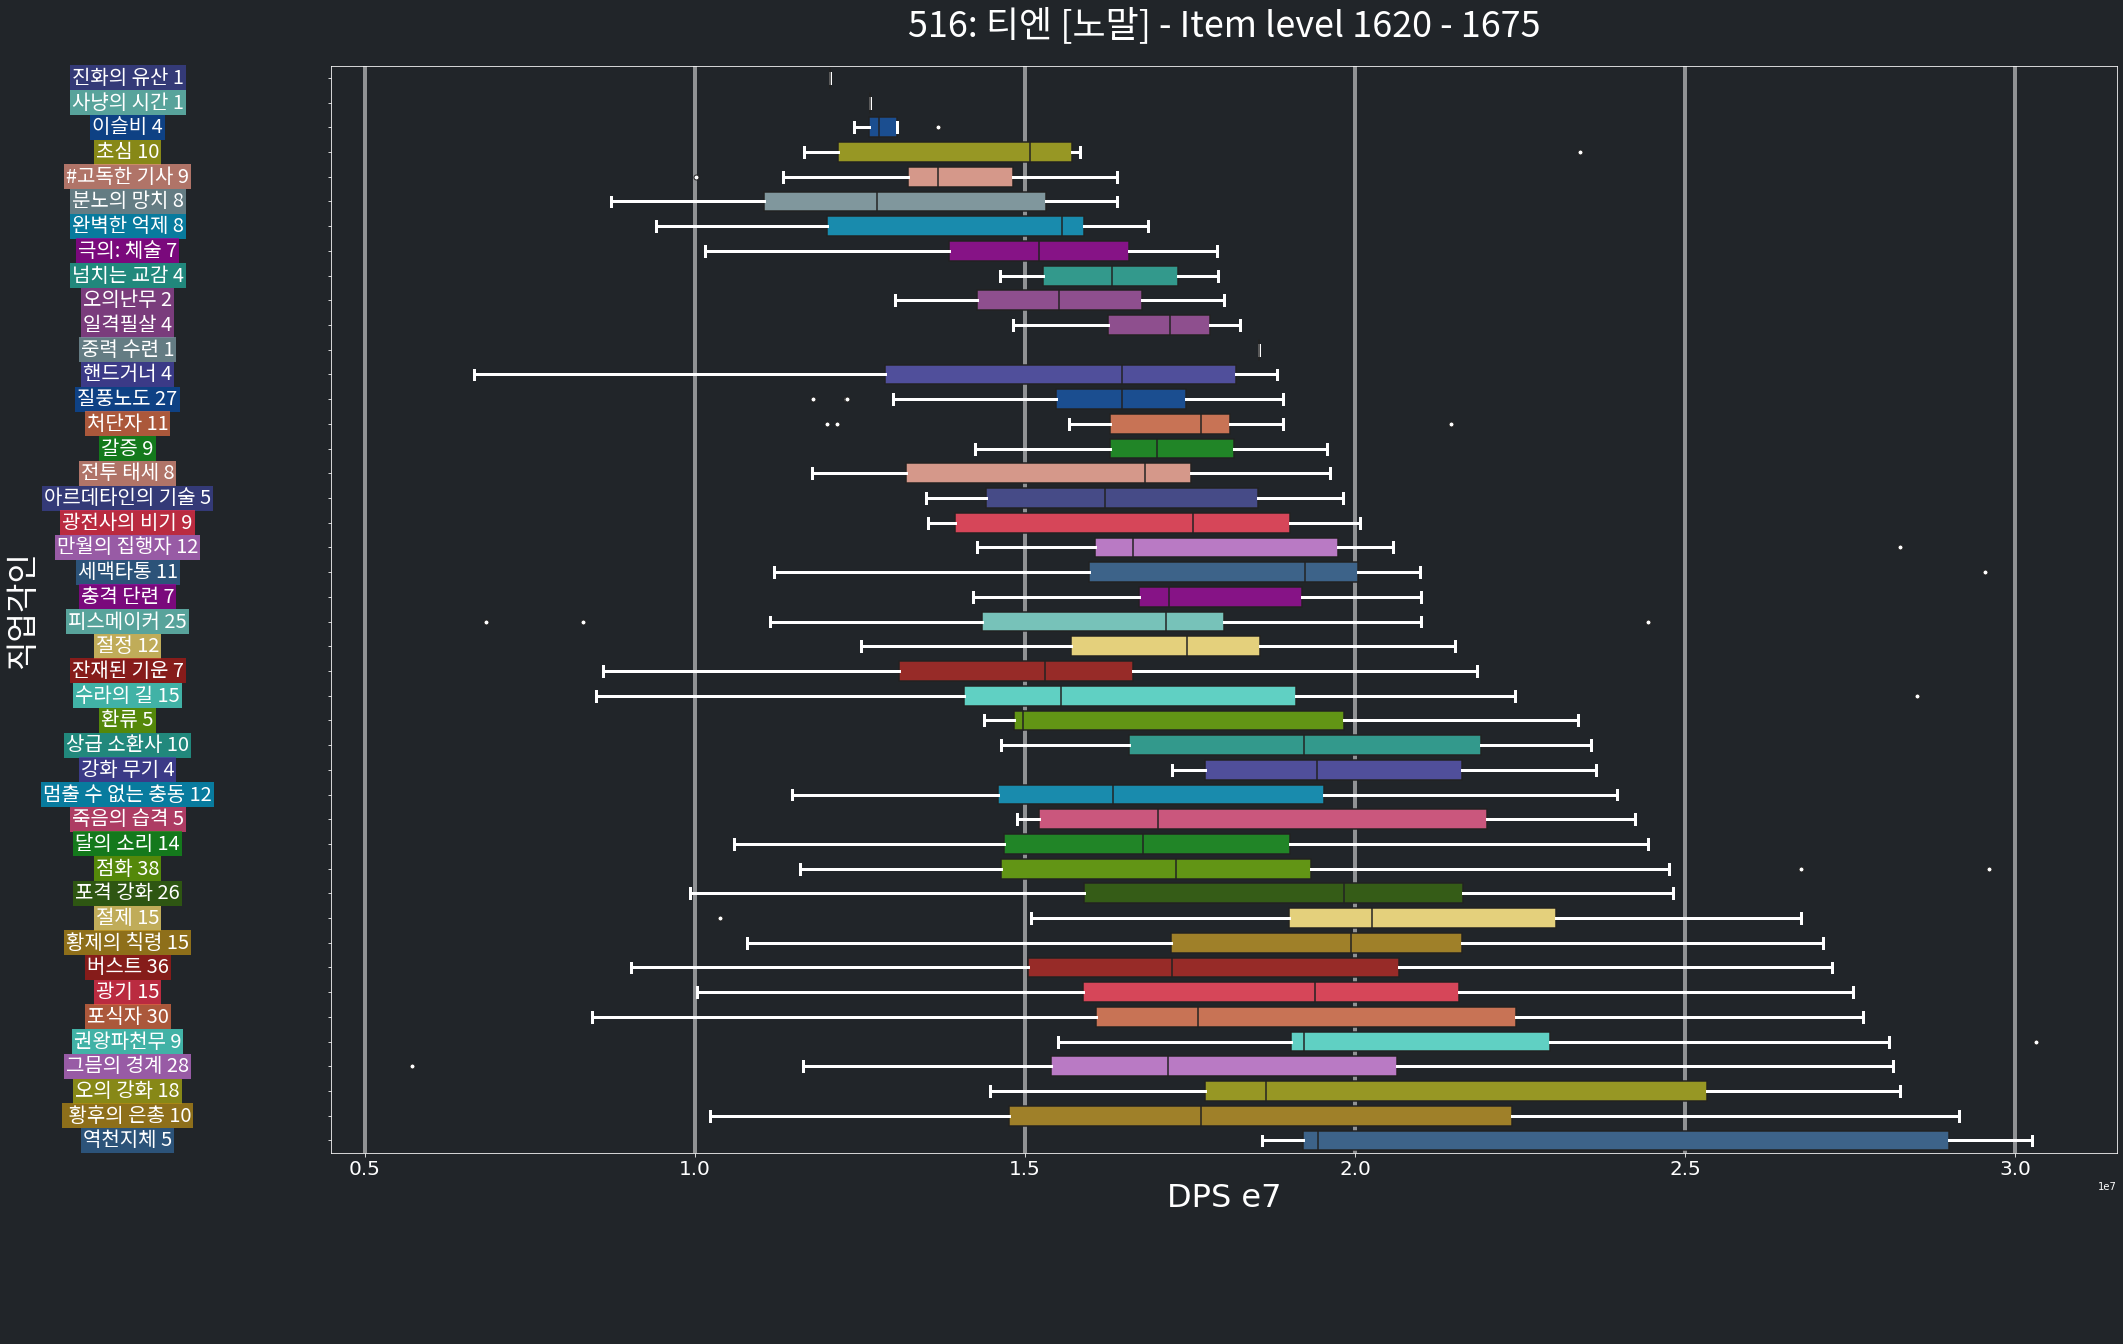 516: 티엔 [노말] - Item level 1620 - 1675
직업각인
진화의 유산 1
사냥의 시간 1
이슬비 4
초심 10
#고독한 기사 9
분노의 망치 8
완벽한 억제 8
극의: 체술 7
넘치는 교감 4
오의난무 2
일격필살 4
중력 수련 1
핸드거너 4
질풍노도 27
처단자 11
갈증 9
전투 태세 8
아르데타인의 기술 5
광전사의 비기 9
만월의 집행자 12
세맥타통 11
충격 단련 7
피스메이커 25
절정 12
잔재된 기운 7
수라의 길 15
환류 5
상급 소환사 10
강화 무기 4
멈출 수 없는 충동 12
죽음의 습격 5
달의 소리 14
점화 38
포격 강화 26
절제 15
황제의 칙령 15
버스트 36
광기 15
포식자 30
권왕파천무 9
그믐의 경계 28
오의 강화 18
황후의 은총 10
역천지체 5
0.5 1.0 1.5 2.0 2.5 3.0
1e7
DPS e7